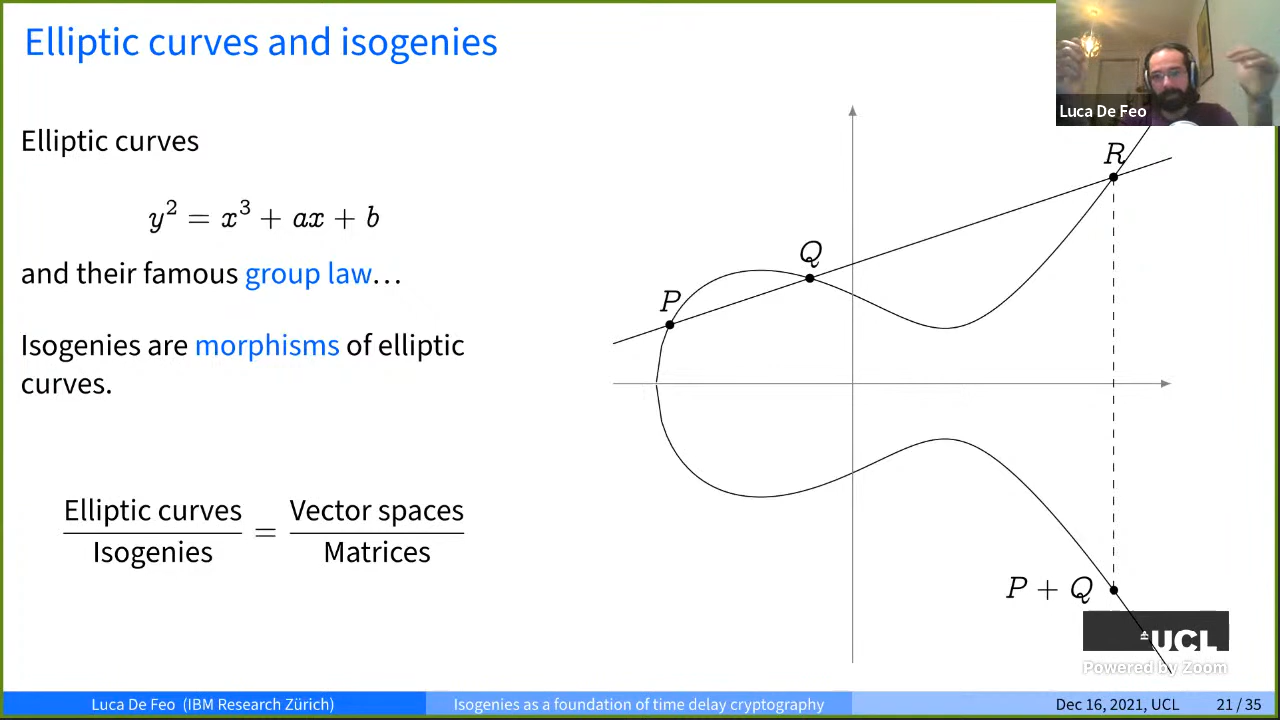 Elliptic curves and isogenies
Luca De Feo
Elliptic curves
y² = x³ + ax + b
and their famous group law…
Isogenies are morphisms of elliptic
curves.
Elliptic curves / Isogenies = Vector spaces / Matrices
P
Q
R
P + Q
UCL
Powered by Zoom
Luca De Feo (IBM Research Zürich)
Isogenies as a foundation of time delay cryptography
Dec 16, 2021, UCL
21 / 35